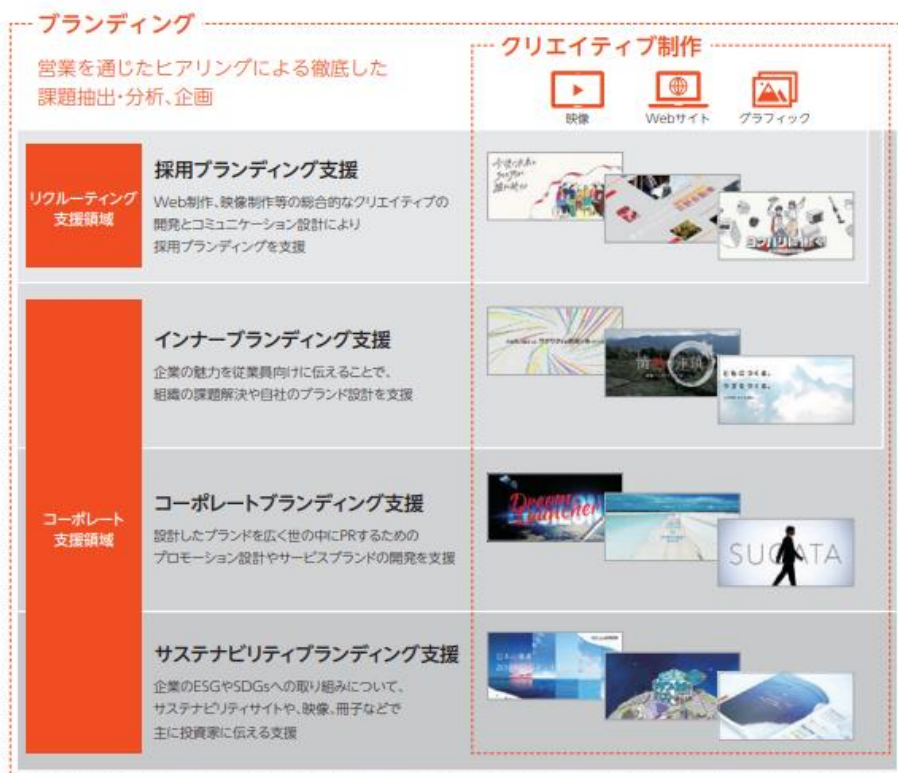 ブランディング
営業を通じたヒアリングによる徹底した
課題抽出・分析、企画
クリエイティブ制作
映像
Webサイト
グラフィック
リクルーティング
支援領域
採用ブランディング支援
Web制作、映像制作等の総合的なクリエイティブの
開発とコミュニケーション設計により
採用ブランディングを支援
コーポレート
支援領域
インナーブランディング支援
企業の魅力を従業員向けに伝えることで、
組織の課題解決や自社のブランド設計を支援
ともにつくる。
コーポレートブランディング支援
設計したブランドを広く世の中にPRするための
プロモーション設計やサービスブランドの開発を支援
Dream
Launcher
SUGATA
サステナビリティブランディング支援
企業のESGやSDGsへの取り組みについて、
サステナビリティサイトや、映像、冊子などで
主に投資家に伝える支援